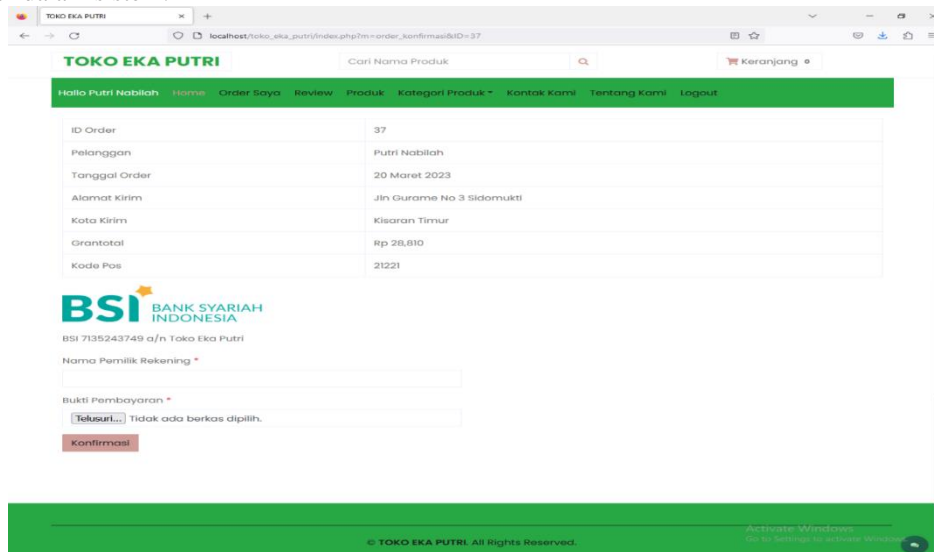 TOKO EKA PUTRI
localhost/toko_eka_putri/index.php?m=order_konfirmasi&ID=37
TOKO EKA PUTRI Cari Nama Produk Keranjang 0
Hallo Putri Nabilah Home Order Saya Review Produk Kategori Produk Kontak Kami Tentang Kami Logout
ID Order 37
Pelanggan Putri Nabilah
Tanggal Order 20 Maret 2023
Alamat Kirim Jln Gurame No 3 Sidomukti
Kota Kirim Kisaran Timur
Grantotal Rp 28,810
Kode Pos 21221
BSI BANK SYARIAH
INDONESIA
BSI 7135243749 a/n Toko Eka Putri
Nama Pemilik Rekening *
Bukti Pembayaran *
Telusuri... Tidak ada berkas dipilih.
Konfirmasi
Activate Windows
Go to Settings to activate Windows
© TOKO EKA PUTRI. All Rights Reserved.